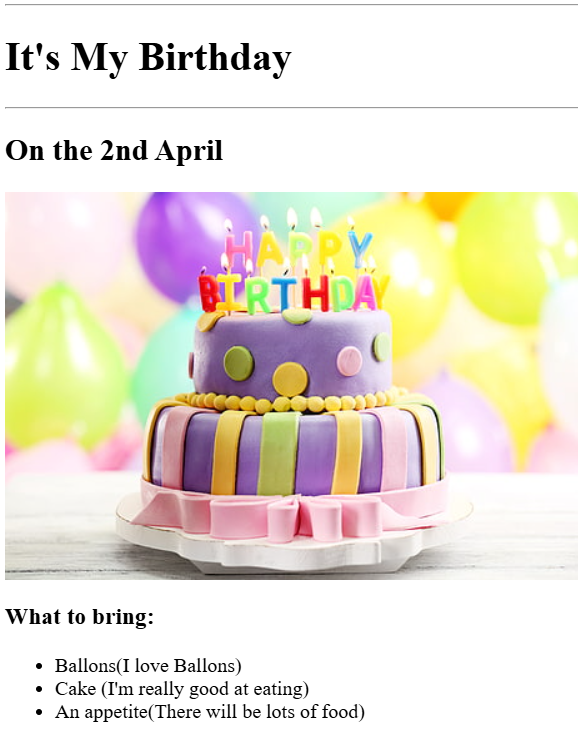 It's My Birthday
On the 2nd April
HAPPY
BIRTHDAY
What to bring:
Ballons(I love Ballons)
Cake (I'm really good at eating)
An appetite(There will be lots of food)